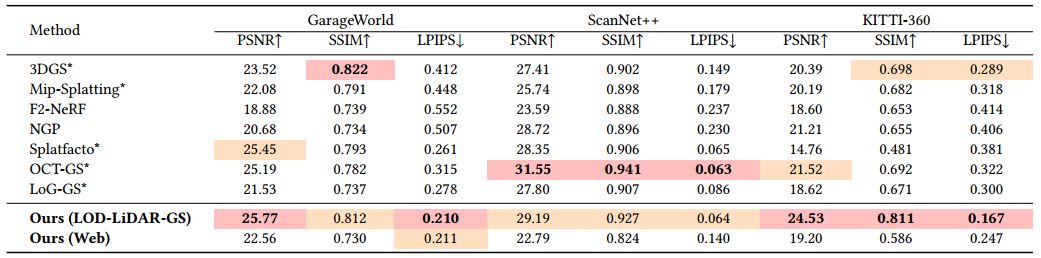 Method GarageWorld ScanNet++ KITTI-360
PSNR↑ SSIM↑ LPIPS↓ PSNR↑ SSIM↑ LPIPS↓ PSNR↑ SSIM↑ LPIPS↓
3DGS* 23.52 0.822 0.412 27.41 0.902 0.149 20.39 0.698 0.289
Mip-Splatting* 22.08 0.791 0.448 25.74 0.898 0.179 20.19 0.682 0.318
F2-NeRF 18.88 0.739 0.552 23.59 0.888 0.237 18.60 0.653 0.414
NGP 20.68 0.734 0.507 28.72 0.896 0.230 21.21 0.655 0.406
Splatfacto* 25.45 0.793 0.261 28.35 0.906 0.065 14.76 0.481 0.381
OCT-GS* 25.19 0.782 0.315 31.55 0.941 0.063 21.52 0.692 0.322
LoG-GS* 21.53 0.737 0.278 27.80 0.907 0.086 18.62 0.671 0.300
Ours (LOD-LiDAR-GS) 25.77 0.812 0.210 29.19 0.927 0.064 24.53 0.811 0.167
Ours (Web) 22.56 0.730 0.211 22.79 0.824 0.140 19.20 0.586 0.247